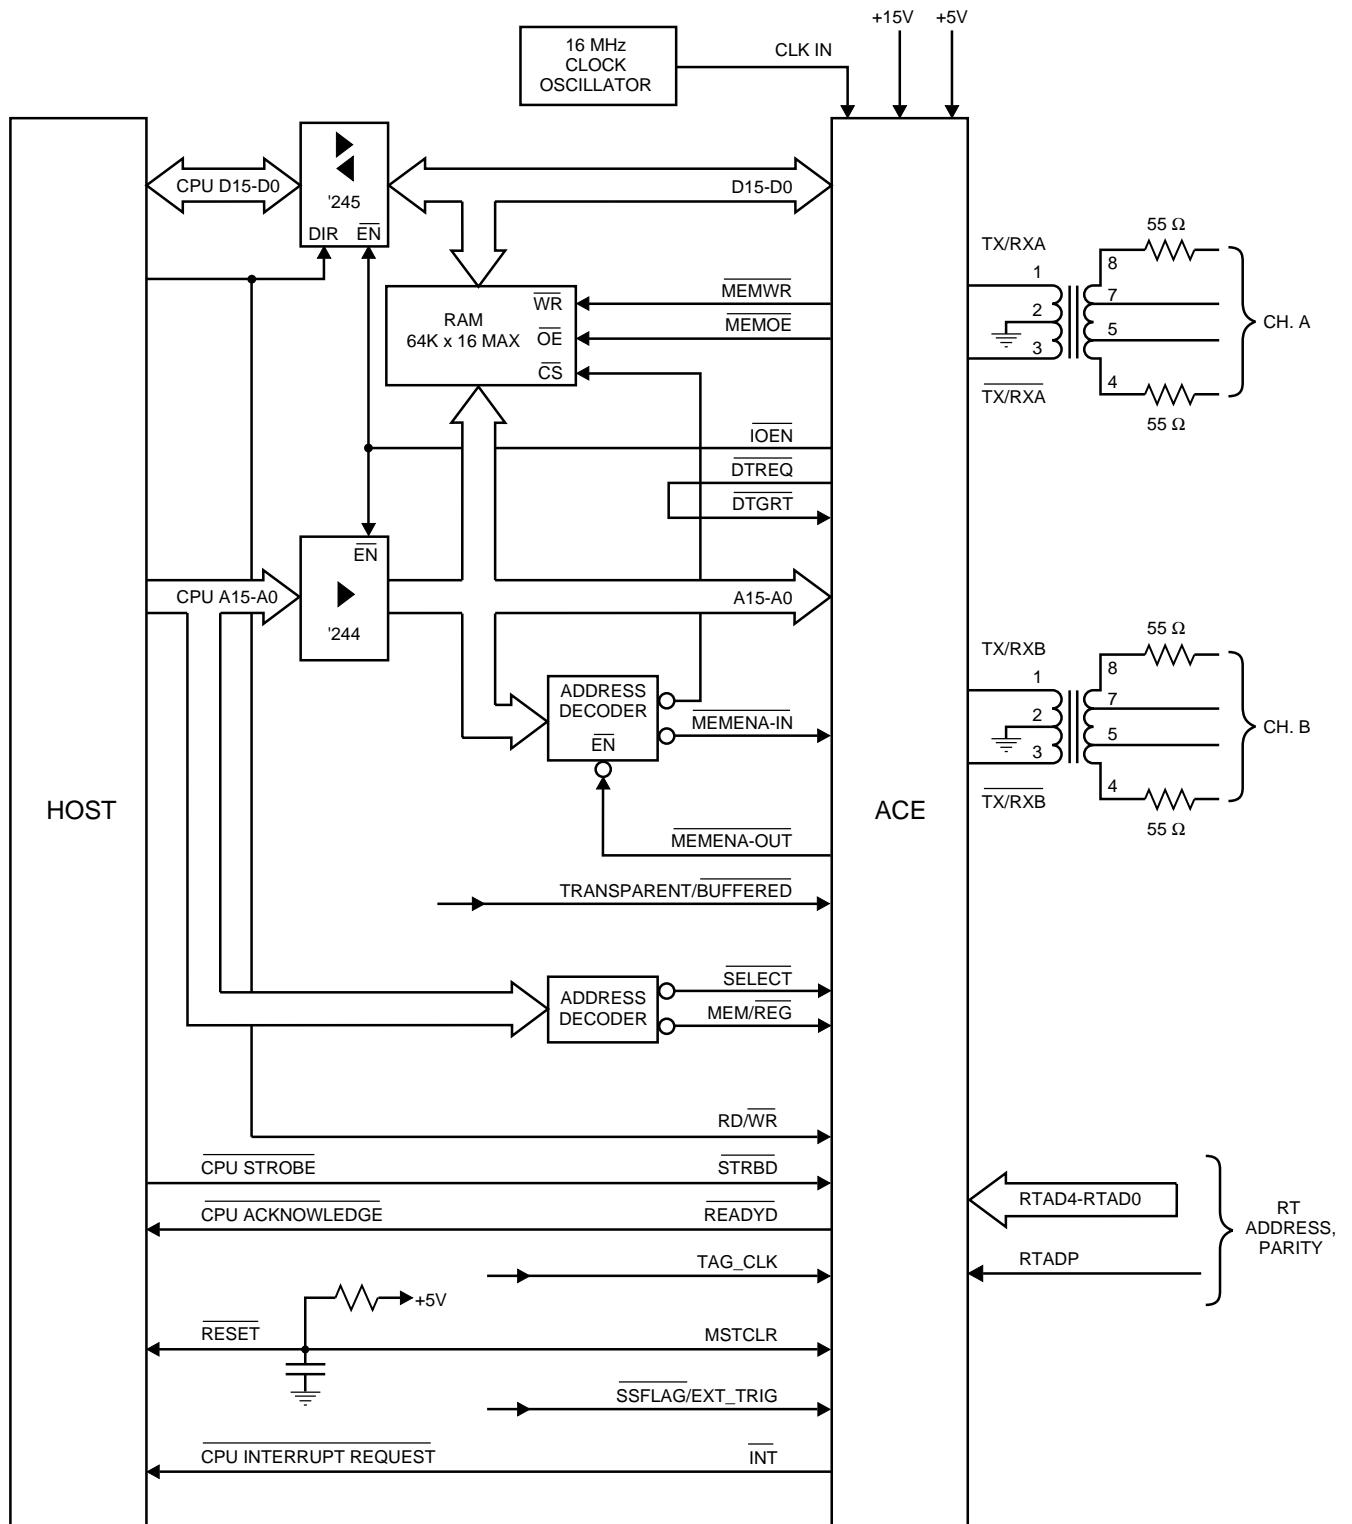 +15V
+5V
16 MHz
CLOCK
OSCILLATOR
CLK IN
CPU D15-D0
'245
DIR
EN
D15-D0
RAM
64K x 16 MAX
WR
OE
CS
MEMWR
MEMOE
TX/RXA
1
2
3
TX/RXA
8
7
5
4
55 Ω
55 Ω
CH. A
IOEN
DTREQ
DTGRT
CPU A15-A0
EN
'244
A15-A0
ADDRESS
DECODER
EN
MEMENA-IN
MEMENA-OUT
HOST
ACE
TX/RXB
1
2
3
TX/RXB
8
7
5
4
55 Ω
55 Ω
CH. B
TRANSPARENT/BUFFERED
ADDRESS
DECODER
SELECT
MEM/REG
RD/WR
CPU STROBE
STRBD
CPU ACKNOWLEDGE
READYD
RTAD4-RTAD0
RTADP
RT
ADDRESS,
PARITY
TAG_CLK
+5V
RESET
MSTCLR
SSFLAG/EXT_TRIG
CPU INTERRUPT REQUEST
INT